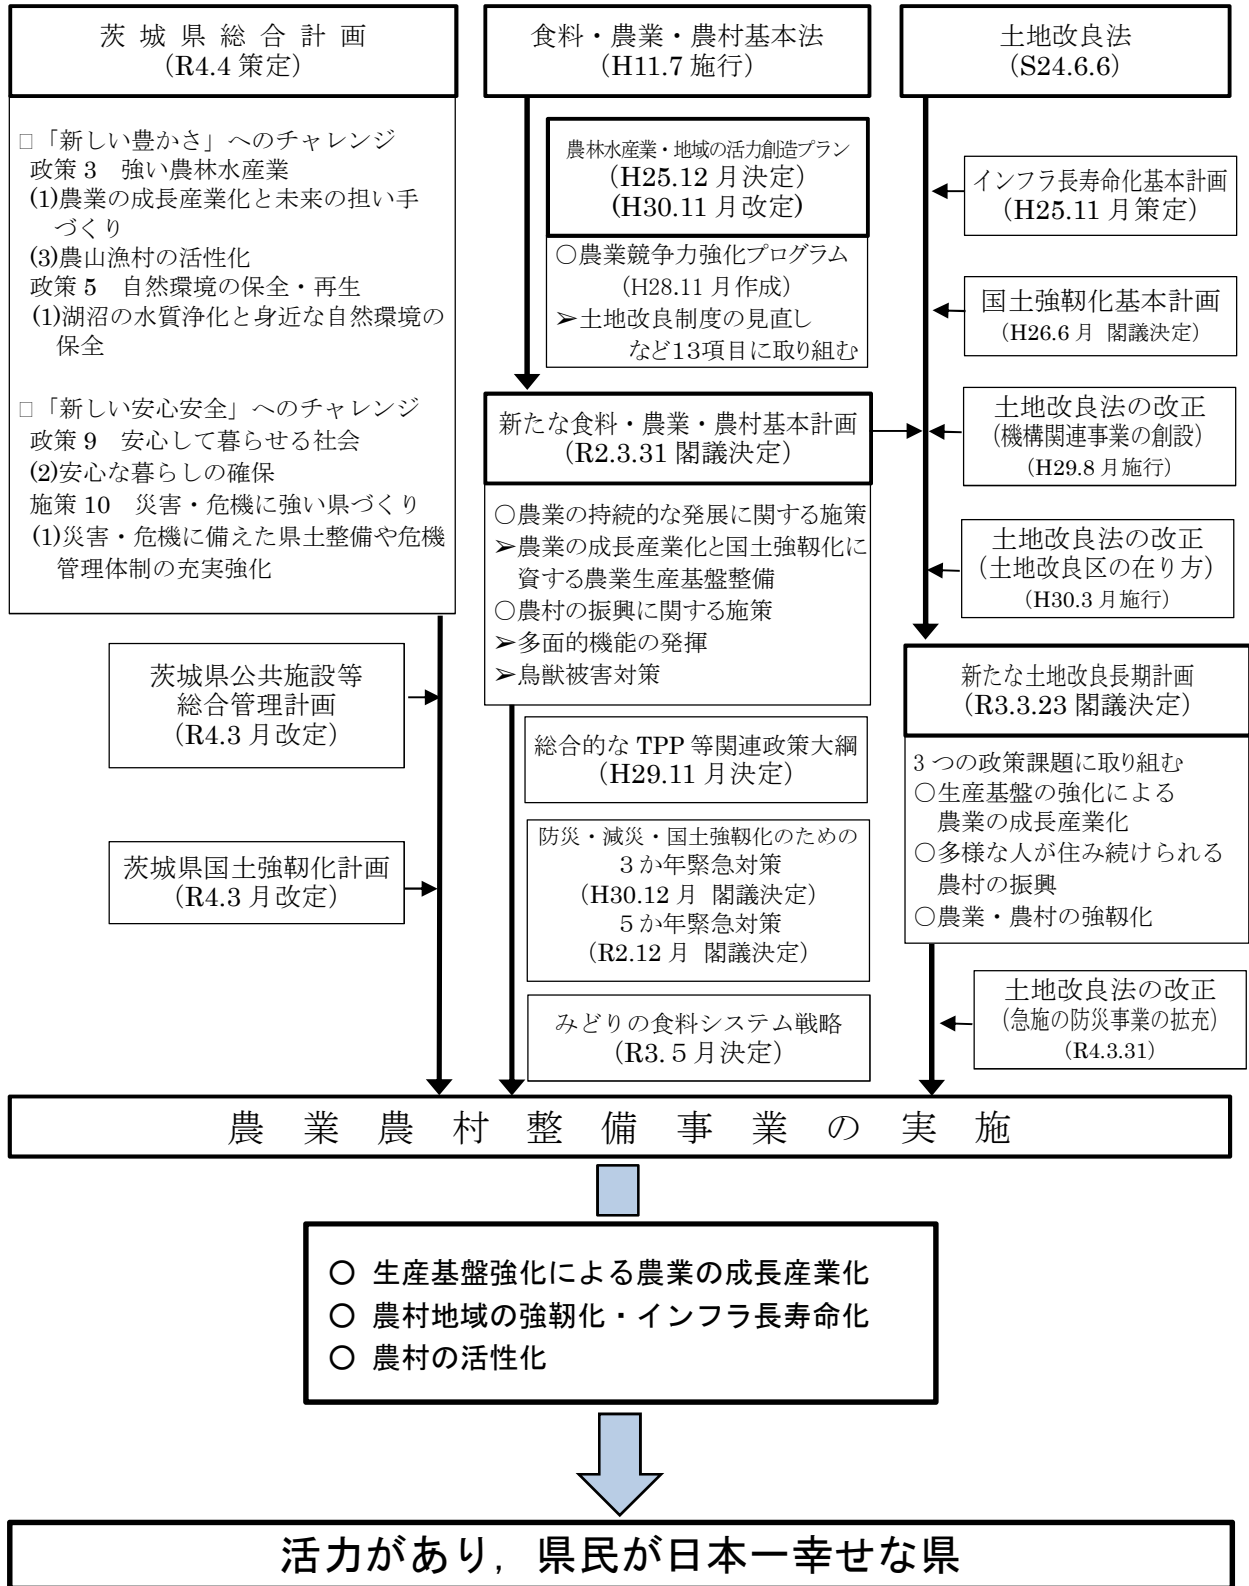 茨城県総合計画
（R4.4 策定）
□「新しい豊かさ」へのチャレンジ
政策 3　強い農林水産業
(1)農業の成長産業化と未来の担い手
づくり
(3)農山漁村の活性化
政策 5　自然環境の保全・再生
(1)湖沼の水質浄化と身近な自然環境の
保全
□「新しい安心安全」へのチャレンジ
政策 9　安心して暮らせる社会
(2)安心な暮らしの確保
施策 10　災害・危機に強い県づくり
(1)災害・危機に備えた県土整備や危機
管理体制の充実強化
茨城県公共施設等
総合管理計画
（R4.3 月改定）
茨城県国土強靱化計画
（R4.3 月改定）
食料・農業・農村基本法
（H11.7 施行）
農林水産業・地域の活力創造プラン
（H25.12 月決定）
（H30.11 月改定）
○農業競争力強化プログラム
（H28.11 月作成）
➢土地改良制度の見直し
など13項目に取り組む
新たな食料・農業・農村基本計画
（R2.3.31 閣議決定）
○農業の持続的な発展に関する施策
➢農業の成長産業化と国土強靱化に
資する農業生産基盤整備
○農村の振興に関する施策
➢多面的機能の発揮
➢鳥獣被害対策
総合的な TPP 等関連政策大綱
（H29.11 月決定）
防災・減災・国土強靱化のための
３か年緊急対策
（H30.12 月 閣議決定）
５か年緊急対策
（R2.12 月 閣議決定）
みどりの食料システム戦略
（R3. 5 月決定）
土地改良法
（S24.6.6）
インフラ長寿命化基本計画
（H25.11 月策定）
国土強靱化基本計画
（H26.6 月 閣議決定）
土地改良法の改正
（機構関連事業の創設）
（H29.8 月施行）
土地改良法の改正
（土地改良区の在り方）
（H30.3 月施行）
新たな土地改良長期計画
（R3.3.23 閣議決定）
3 つの政策課題に取り組む
○生産基盤の強化による
農業の成長産業化
○多様な人が住み続けられる
農村の振興
○農業・農村の強靱化
土地改良法の改正
（急施の防災事業の拡充）
（R4.3.31）
農業農村整備事業の実施
○ 生産基盤強化による農業の成長産業化
○ 農村地域の強靭化・インフラ長寿命化
○ 農村の活性化
活力があり，県民が日本一幸せな県